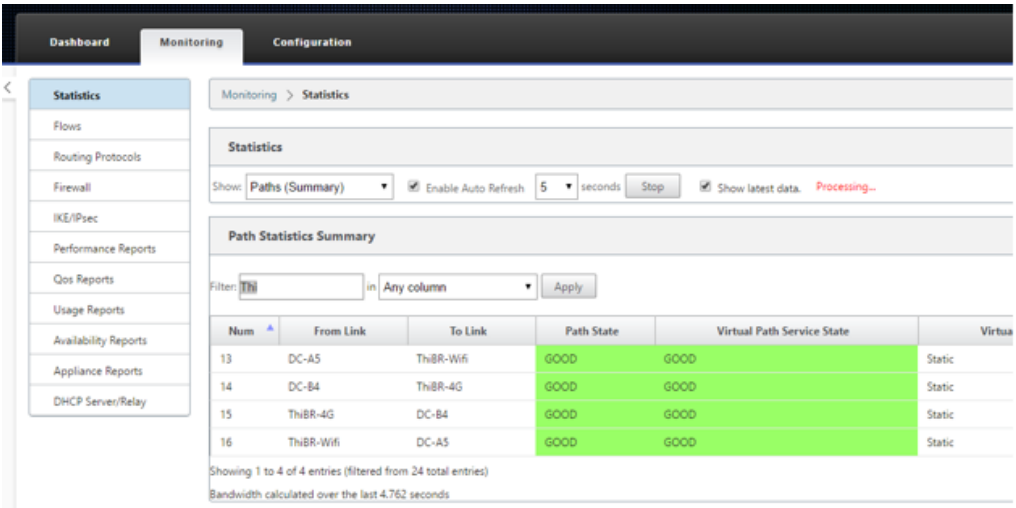 Dashboard Monitoring Configuration
Statistics
Flows
Routing Protocols
Firewall
IKE/IPsec
Performance Reports
Qos Reports
Usage Reports
Availability Reports
Appliance Reports
DHCP Server/Relay
Monitoring > Statistics
Statistics
Show: Paths (Summary) Enable Auto Refresh 5 seconds Stop Show latest data. Processing...
Path Statistics Summary
Filter: Thi in Any column Apply
Num From Link To Link Path State Virtual Path Service State Virtua
13 DC-A5 ThiBR-Wifi GOOD GOOD Static
14 DC-B4 ThiBR-4G GOOD GOOD Static
15 ThiBR-4G DC-B4 GOOD GOOD Static
16 ThiBR-Wifi DC-A5 GOOD GOOD Static
Showing 1 to 4 of 4 entries (filtered from 24 total entries)
Bandwidth calculated over the last 4.762 seconds